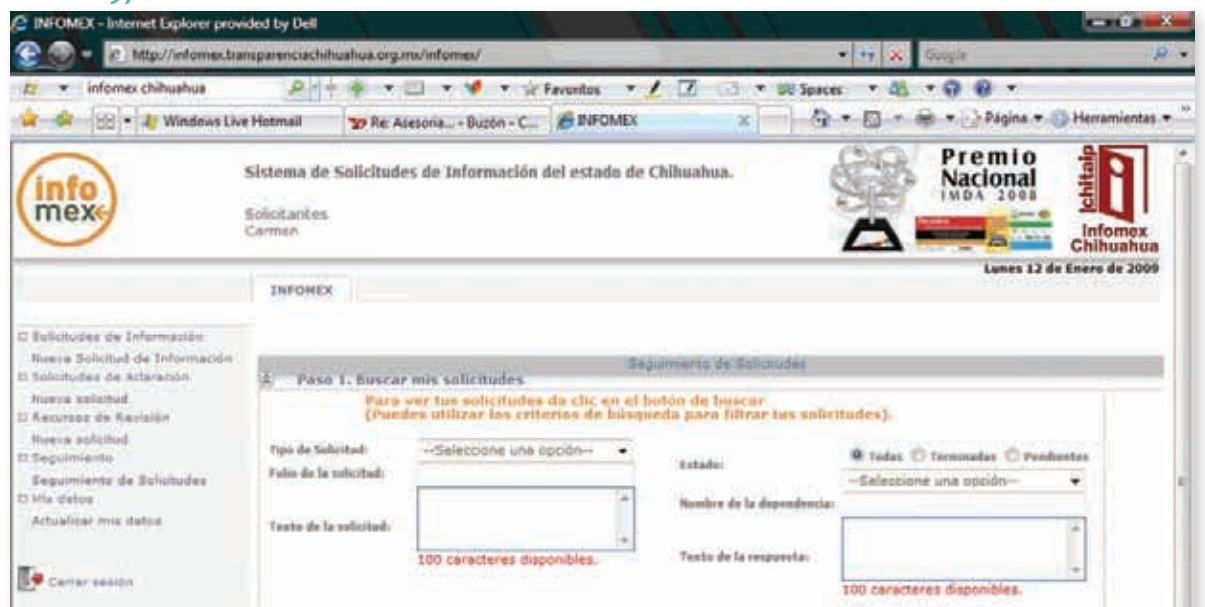 INFOMEX - Internet Explorer provided by Dell
http://infomex.transparenciachihuahua.org.mx/infomex/
Google
infomex chihuahua
Favoritos
Spaces
Windows Live Hotmail
Re: Asesoria... - Buzón - C...
INFOMEX
Página
Herramientas
info
mex
Sistema de Solicitudes de Información del estado de Chihuahua.
Solicitantes
Carmen
Premio
Nacional
IMDA 2008
Ichitaip
Infomex
Chihuahua
Lunes 12 de Enero de 2009
INFOMEX
Solicitudes de Información
Nueva Solicitud de Información
Solicitudes de Aclaración
Nueva solicitud
Recursos de Revisión
Nueva solicitud
Seguimiento
Seguimiento de Solicitudes
Mis datos
Actualizar mis datos
Cerrar sesión
Seguimiento de Solicitudes
Paso 1. Buscar mis solicitudes
Para ver tus solicitudes da clic en el botón de buscar
(Puedes utilizar los criterios de búsqueda para filtrar tus solicitudes).
Tipo de Solicitud:
--Seleccione una opción--
Folio de la solicitud:
Texto de la solicitud:
100 caracteres disponibles.
Estado:
Todas Terminadas Pendientes
--Seleccione una opción--
Nombre de la dependencia:
Texto de la respuesta:
100 caracteres disponibles.